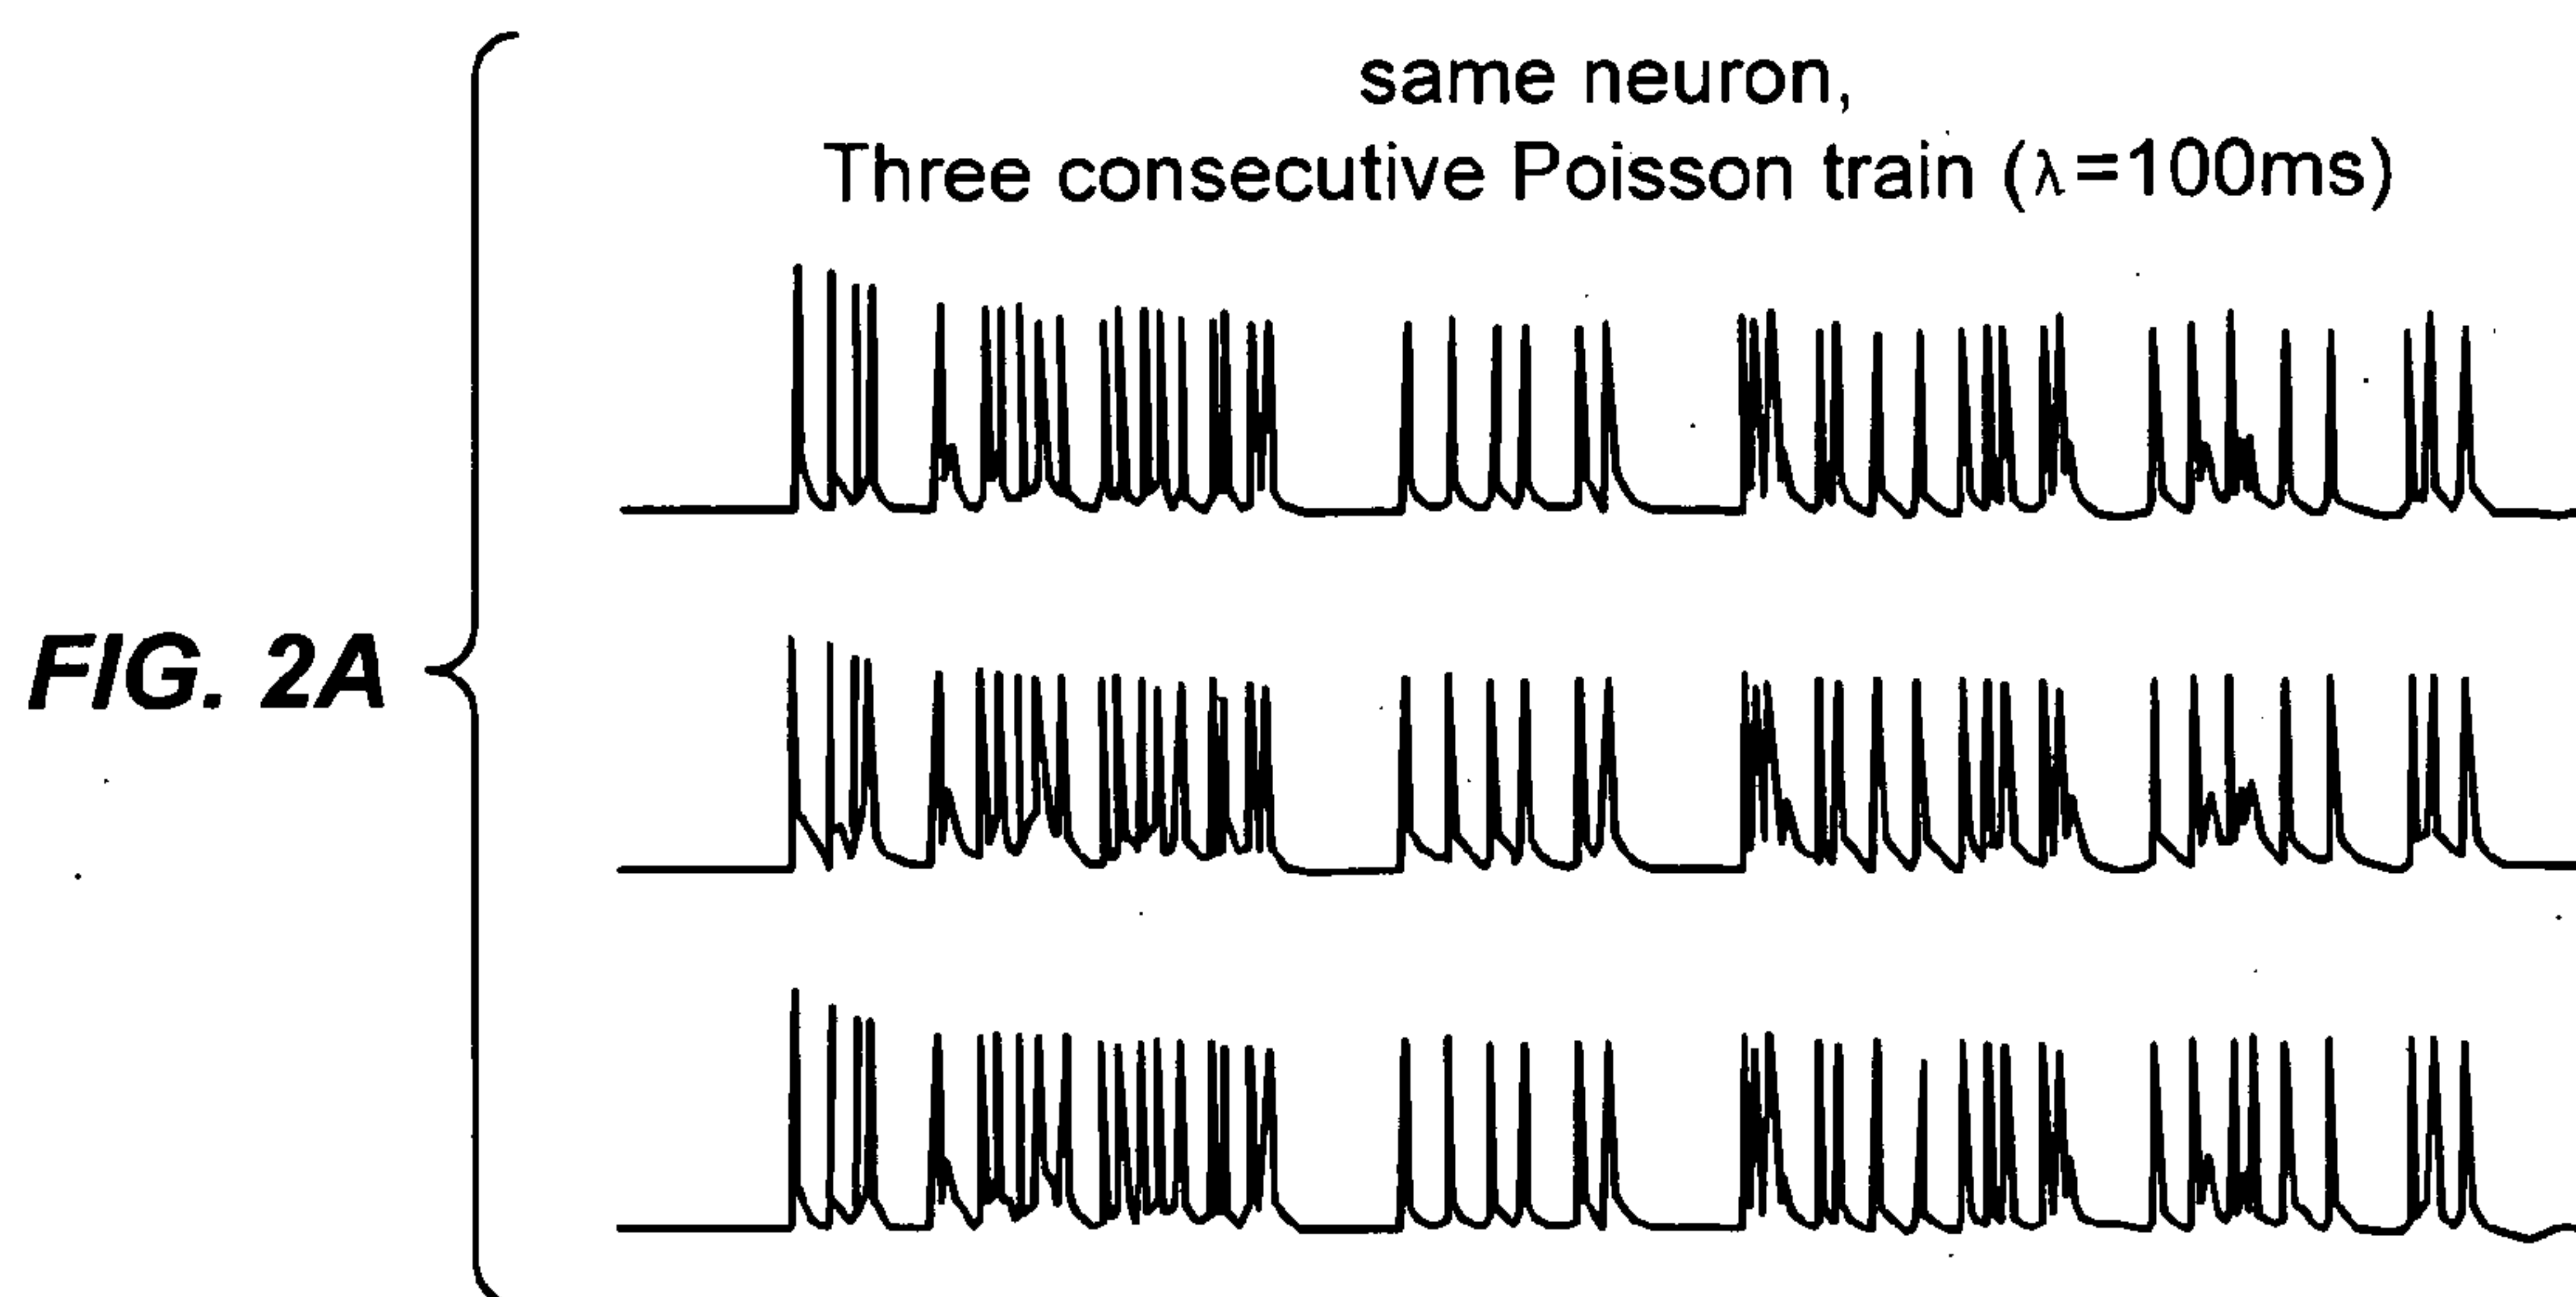 same neuron,
Three consecutive Poisson train (λ=100ms)
FIG. 2A